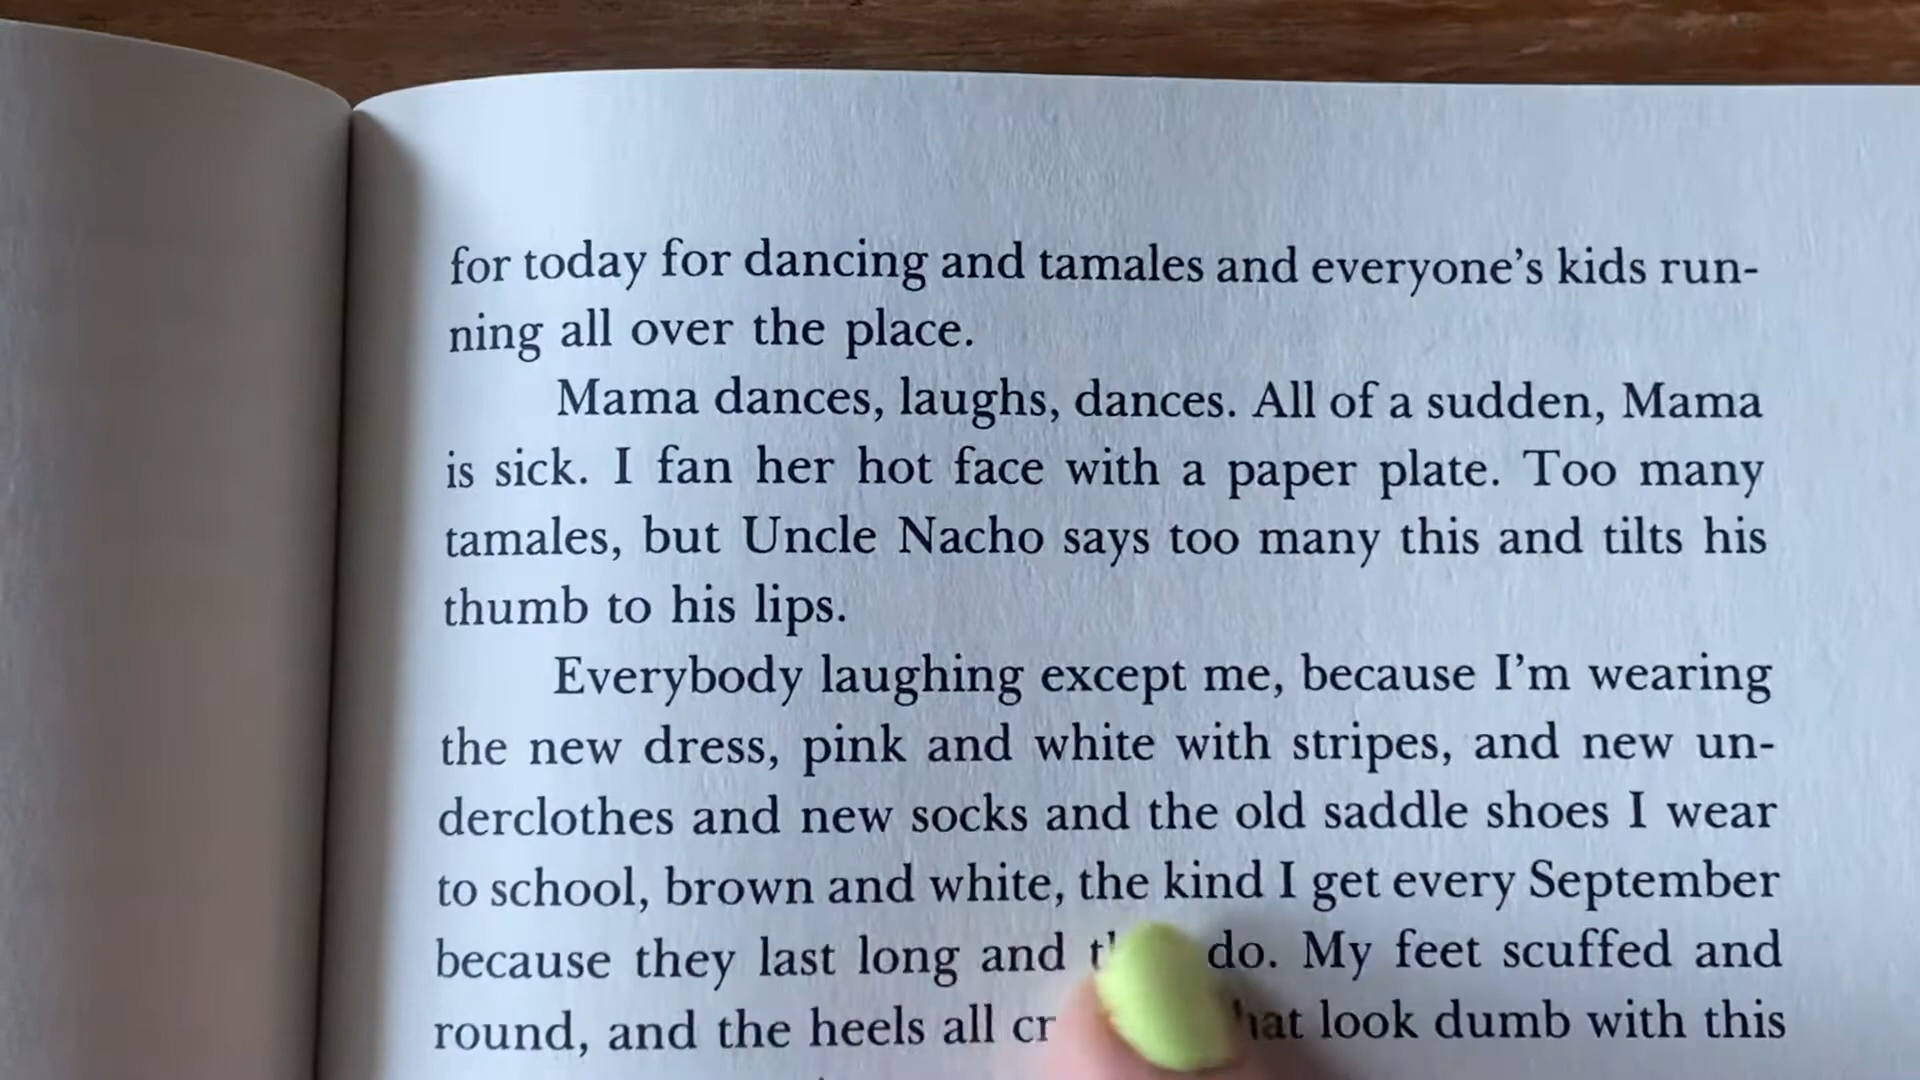 for today for dancing and tamales and everyone’s kids run-
ning all over the place.
Mama dances, laughs, dances. All of a sudden, Mama
is sick. I fan her hot face with a paper plate. Too many
tamales, but Uncle Nacho says too many this and tilts his
thumb to his lips.
Everybody laughing except me, because I’m wearing
the new dress, pink and white with stripes, and new un-
derclothes and new socks and the old saddle shoes I wear
to school, brown and white, the kind I get every September
because they last long and do. My feet scuffed and
round, and the heels all look dumb with this